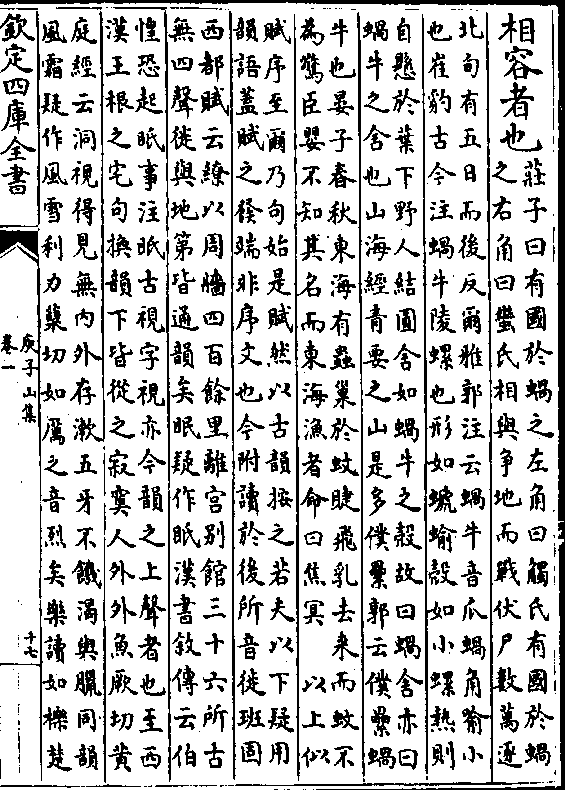 相容者也
莊子曰有國於蝸之左角曰觸氏有國於蝸
之右角曰蠻氏相與爭地而戰伏尸數萬逐
北旬有五日而後反爾雅郭注云蝸牛音瓜蝸角喻小
也崔豹古今注蝸牛陵螺也形如螔蝓殼如小螺熱則
自懸於葉下野人結圓舍如蝸牛之殼故曰蝸舍亦曰
蝸牛之舍也山海經青要之山是多僕纍郭云僕纍蝸
牛也晏子春秋東海有蟲巢於蚊睫飛乳去来而蚊不
為驚臣嬰不知其名而東海漁者命曰焦冥 以上似
賦序至爾乃句始是賦然以古韻按之若夫以下疑用
韻語蓋賦之發端非序文也今附讀於後所音徙班固
西都賦云繚以周牆四百餘里離宮别館三十六所古
無四聲徙與地第皆通韻矣眠疑作眡漢書敘傳云伯
惶恐起眡事注眡古視字視亦今韻之上聲者也至西
漢王根之宅句換韻下皆從之寂寞人外外魚厥切黄
庭經云洞視得見無内外存漱五牙不饑渴與臘同韻
風霜疑作風雪利力蘖切如厲之音烈矣樂讀如櫟楚
欽定四庫全書
庾子山集
卷一
十七